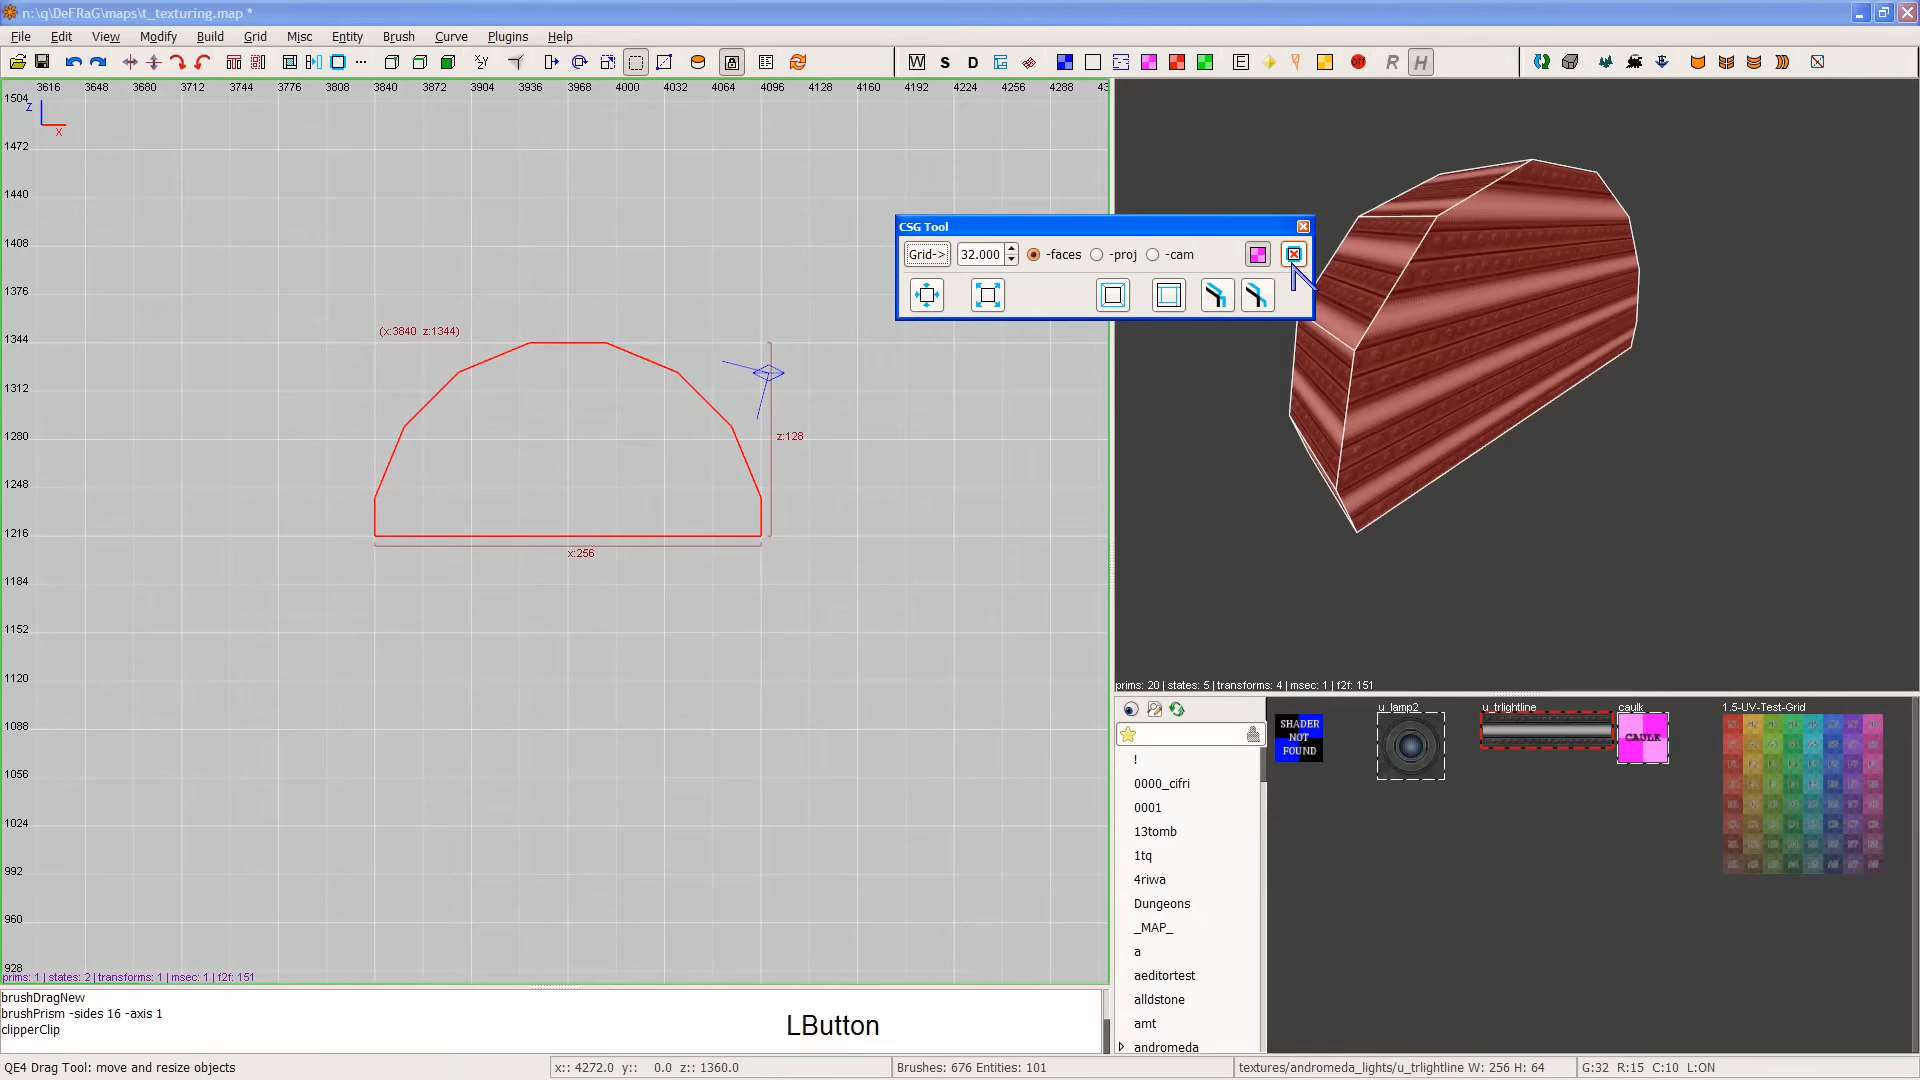 n:\q\DeFRaG\maps\t_texturing.map *
File Edit View Modify Build Grid Misc Entity Brush Curve Plugins Help
W S D E R H
3616 3648 3680 3712 3744 3776 3808 3840 3872 3904 3936 3968 4000 4032 4064 4096 4128 4160 4192 4224 4256 4288 43
1504
Z
X
1472
1440
1408
1376
1344
1312
1280
1248
1216
1184
1152
1120
1088
1056
1024
992
960
928
(x:3840 z:1344)
z:128
x:256
CSG Tool
Grid-> 32.000 -faces -proj -cam
prims: 20 | states: 5 | transforms: 4 | msec: 1 | f2f: 151
prims: 1 | states: 2 | transforms: 1 | msec: 1 | f2f: 151
SHADER NOT FOUND
u_lamp2
u_trlightline
caulk
CAULK
1.5-UV-Test-Grid
!
0000_cifri
0001
13tomb
1tq
4riwa
Dungeons
_MAP_
a
aeditortest
alldstone
amt
andromeda
brushDragNew
brushPrism -sides 16 -axis 1
clipperClip
LButton
QE4 Drag Tool: move and resize objects
x:: 4272.0 y:: 0.0 z:: 1360.0
Brushes: 676 Entities: 101
textures/andromeda_lights/u_trlightline W: 256 H: 64
G:32 R:15 C:10 L:ON